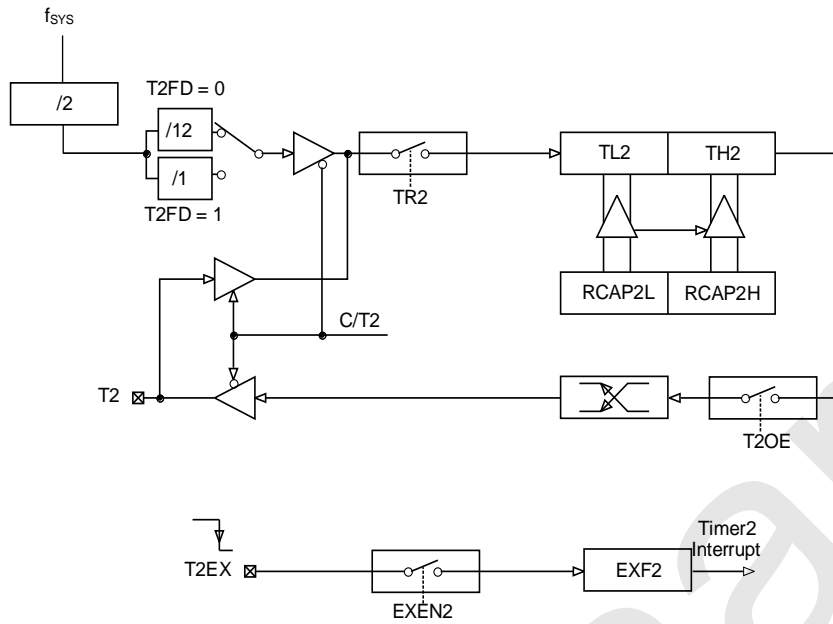 fSYS
/2
T2FD = 0
/12
/1
T2FD = 1
TR2
TL2
TH2
RCAP2L
RCAP2H
C/T2
T2
T2OE
T2EX
EXEN2
EXF2
Timer2
Interrupt